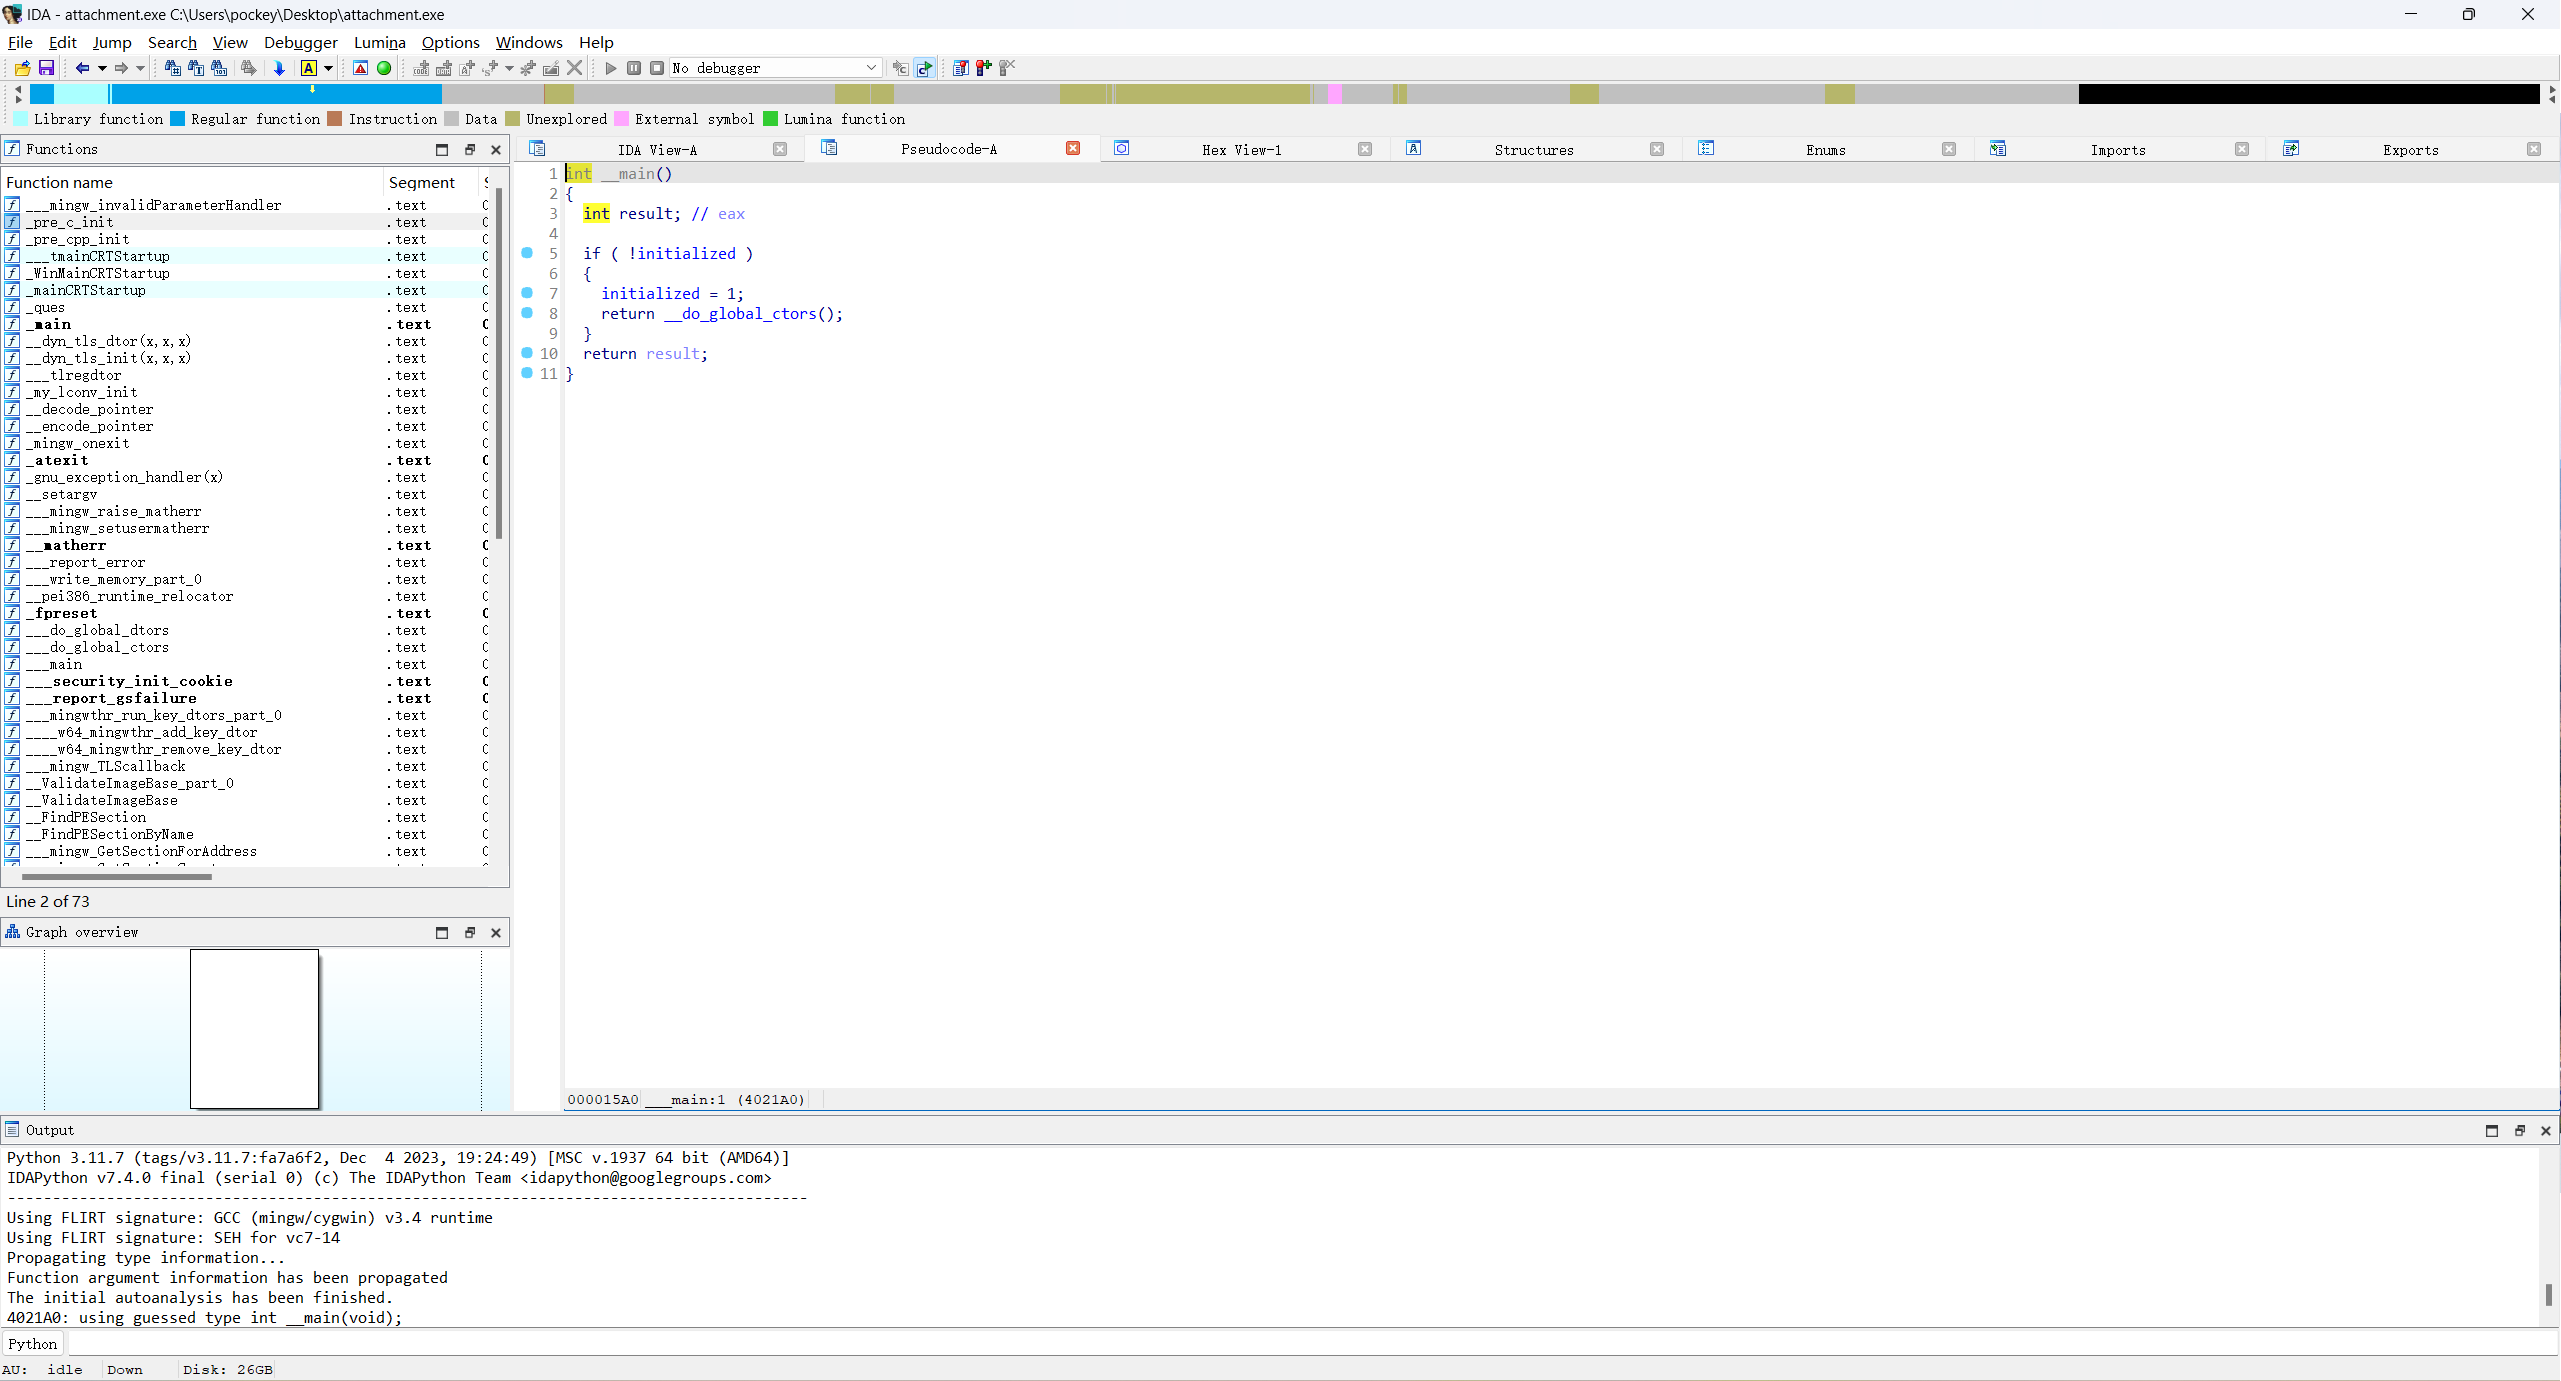 IDA - attachment.exe C:\Users\pockey\Desktop\attachment.exe
File Edit Jump Search View Debugger Lumina Options Windows Help
No debugger
Library function Regular function Instruction Data Unexplored External symbol Lumina function
Functions
IDA View-A
Pseudocode-A
Hex View-1
Structures
Enums
Imports
Exports
Function name Segment
___mingw_invalidParameterHandler .text
_pre_c_init .text
_pre_cpp_init .text
___tmainCRTStartup .text
_WinMainCRTStartup .text
_mainCRTStartup .text
_ques .text
_main .text
__dyn_tls_dtor(x,x,x) .text
__dyn_tls_init(x,x,x) .text
___tlregdtor .text
_my_lconv_init .text
__decode_pointer .text
__encode_pointer .text
_mingw_onexit .text
_atexit .text
_gnu_exception_handler(x) .text
__setargv .text
___mingw_raise_matherr .text
___mingw_setusermatherr .text
__matherr .text
___report_error .text
___write_memory_part_0 .text
__pei386_runtime_relocator .text
_fpreset .text
___do_global_dtors .text
___do_global_ctors .text
___main .text
___security_init_cookie .text
___report_gsfailure .text
___mingwthr_run_key_dtors_part_0 .text
____w64_mingwthr_add_key_dtor .text
____w64_mingwthr_remove_key_dtor .text
___mingw_TLScallback .text
__ValidateImageBase_part_0 .text
__ValidateImageBase .text
__FindPESection .text
__FindPESectionByName .text
___mingw_GetSectionForAddress .text
Line 2 of 73
Graph overview
1 int __main()
2 {
3 int result; // eax
4
5 if ( !initialized )
6 {
7 initialized = 1;
8 return __do_global_ctors();
9 }
10 return result;
11 }
000015A0 ___main:1 (4021A0)
Output
Python 3.11.7 (tags/v3.11.7:fa7a6f2, Dec  4 2023, 19:24:49) [MSC v.1937 64 bit (AMD64)]
IDAPython v7.4.0 final (serial 0) (c) The IDAPython Team <idapython@googlegroups.com>
-----------------------------------------------------------------------------------------
Using FLIRT signature: GCC (mingw/cygwin) v3.4 runtime
Using FLIRT signature: SEH for vc7-14
Propagating type information...
Function argument information has been propagated
The initial autoanalysis has been finished.
4021A0: using guessed type int __main(void);
Python
AU: idle Down Disk: 26GB